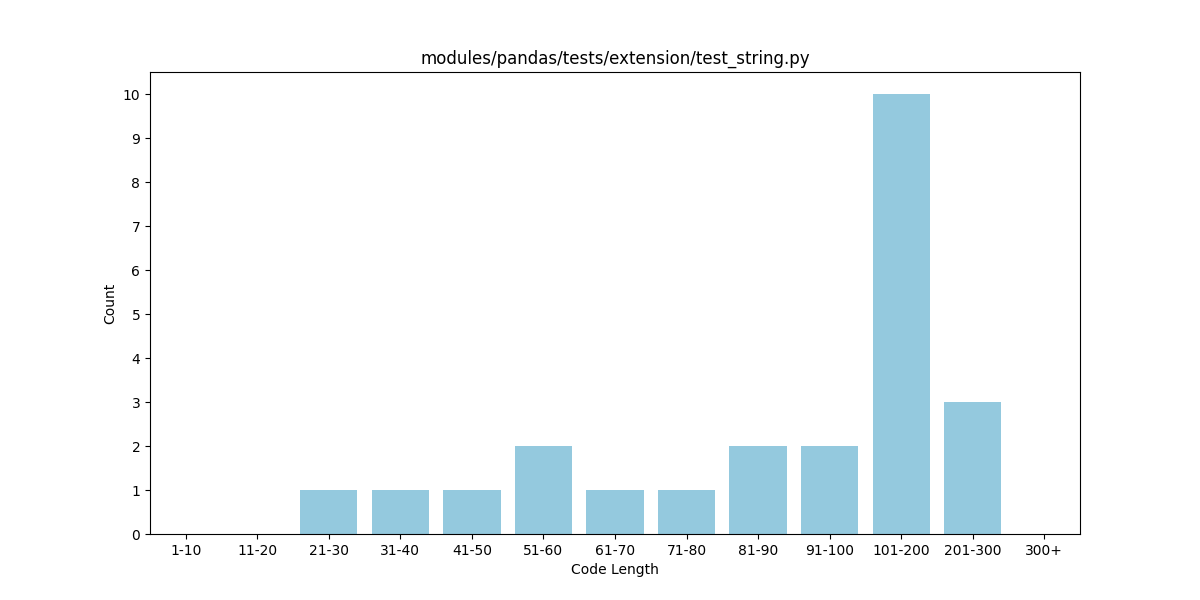 modules/pandas/tests/extension/test_string.py
10
9
8
7
6
5
4
3
2
1
0
Count
1-10 11-20 21-30 31-40 41-50 51-60 61-70 71-80 81-90 91-100 101-200 201-300 300+
Code Length